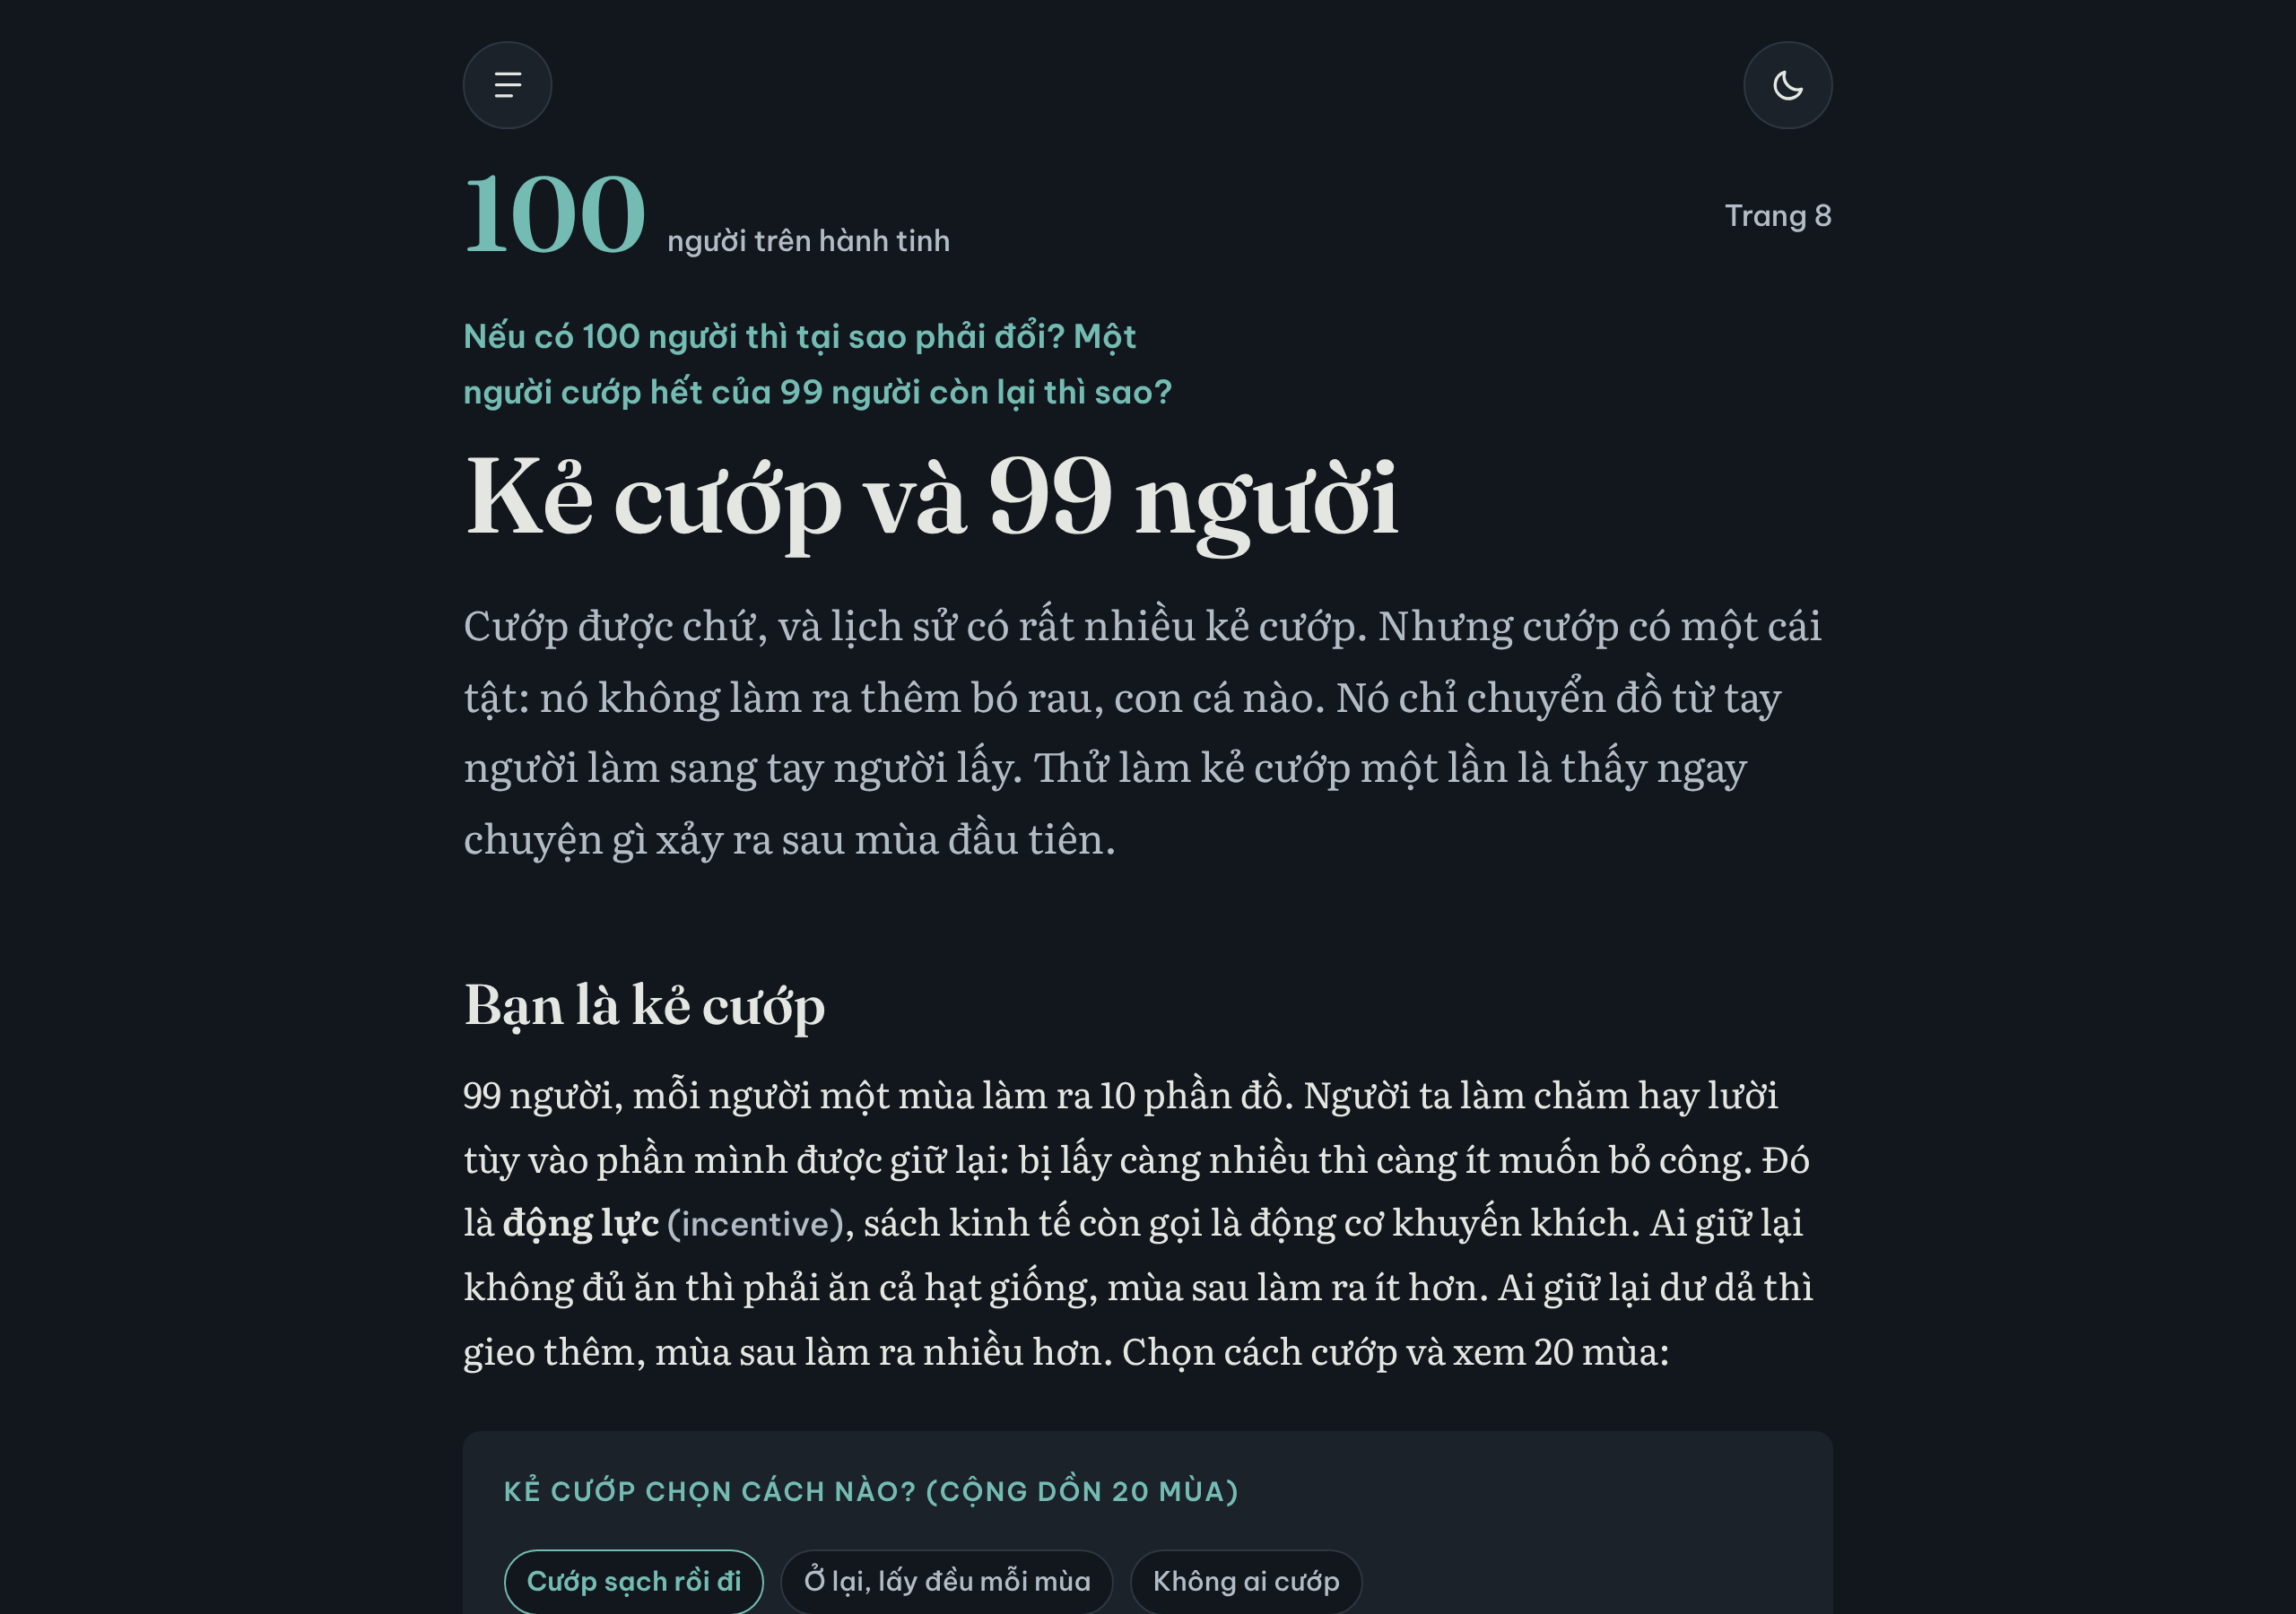 100 người trên hành tinh
Trang 8
Nếu có 100 người thì tại sao phải đổi? Một
người cướp hết của 99 người còn lại thì sao?
Kẻ cướp và 99 người
Cướp được chứ, và lịch sử có rất nhiều kẻ cướp. Nhưng cướp có một cái
tật: nó không làm ra thêm bó rau, con cá nào. Nó chỉ chuyển đồ từ tay
người làm sang tay người lấy. Thử làm kẻ cướp một lần là thấy ngay
chuyện gì xảy ra sau mùa đầu tiên.
Bạn là kẻ cướp
99 người, mỗi người một mùa làm ra 10 phần đồ. Người ta làm chăm hay lười
tùy vào phần mình được giữ lại: bị lấy càng nhiều thì càng ít muốn bỏ công. Đó
là động lực (incentive), sách kinh tế còn gọi là động cơ khuyến khích. Ai giữ lại
không đủ ăn thì phải ăn cả hạt giống, mùa sau làm ra ít hơn. Ai giữ lại dư dả thì
gieo thêm, mùa sau làm ra nhiều hơn. Chọn cách cướp và xem 20 mùa:
KẺ CƯỚP CHỌN CÁCH NÀO? (CỘNG DỒN 20 MÙA)
Cướp sạch rồi đi
Ở lại, lấy đều mỗi mùa
Không ai cướp